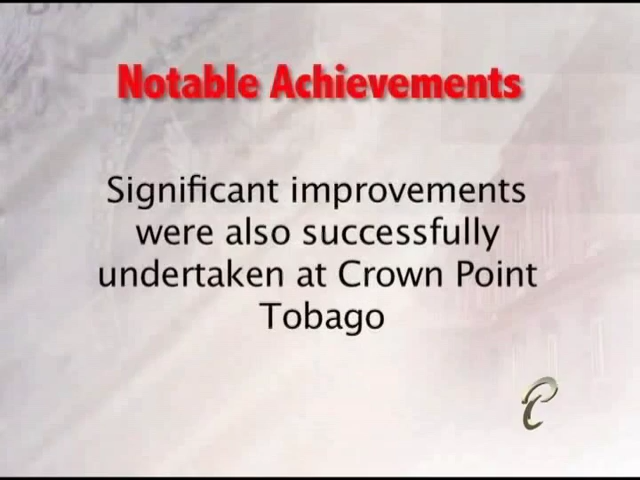 Notable Achievements
Significant improvements
were also successfully
undertaken at Crown Point
Tobago